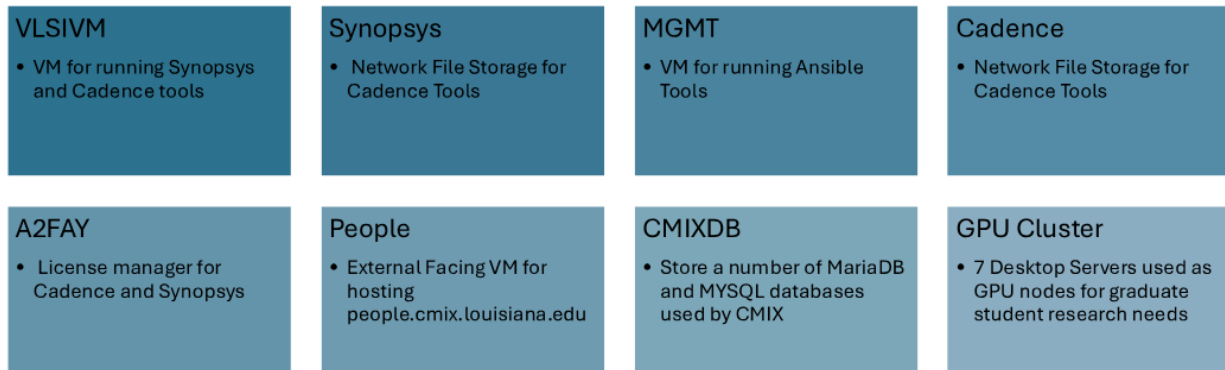 VLSIVM
• VM for running Synopsys
and Cadence tools
Synopsys
• Network File Storage for
Cadence Tools
MGMT
• VM for running Ansible
Tools
Cadence
• Network File Storage for
Cadence Tools
A2FAY
• License manager for
Cadence and Synopsys
People
• External Facing VM for
hosting
people.cmix.louisiana.edu
CMIXDB
• Store a number of MariaDB
and MYSQL databases
used by CMIX
GPU Cluster
• 7 Desktop Servers used as
GPU nodes for graduate
student research needs